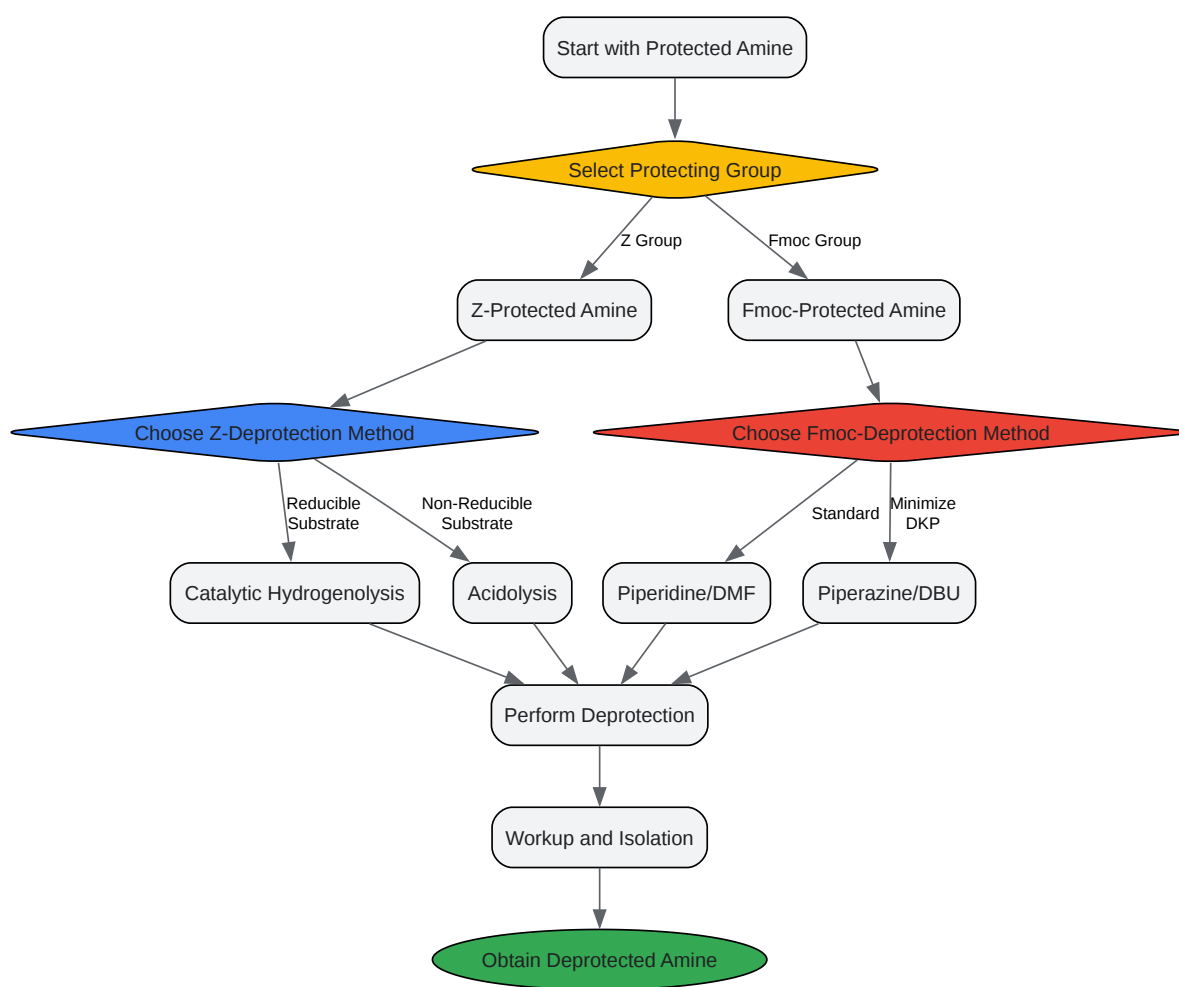 Start with Protected Amine
Select Protecting Group
Z Group
Fmoc Group
Z-Protected Amine
Fmoc-Protected Amine
Choose Z-Deprotection Method
Choose Fmoc-Deprotection Method
Reducible
Substrate
Non-Reducible
Substrate
Standard
Minimize
DKP
Catalytic Hydrogenolysis
Acidolysis
Piperidine/DMF
Piperazine/DBU
Perform Deprotection
Workup and Isolation
Obtain Deprotected Amine